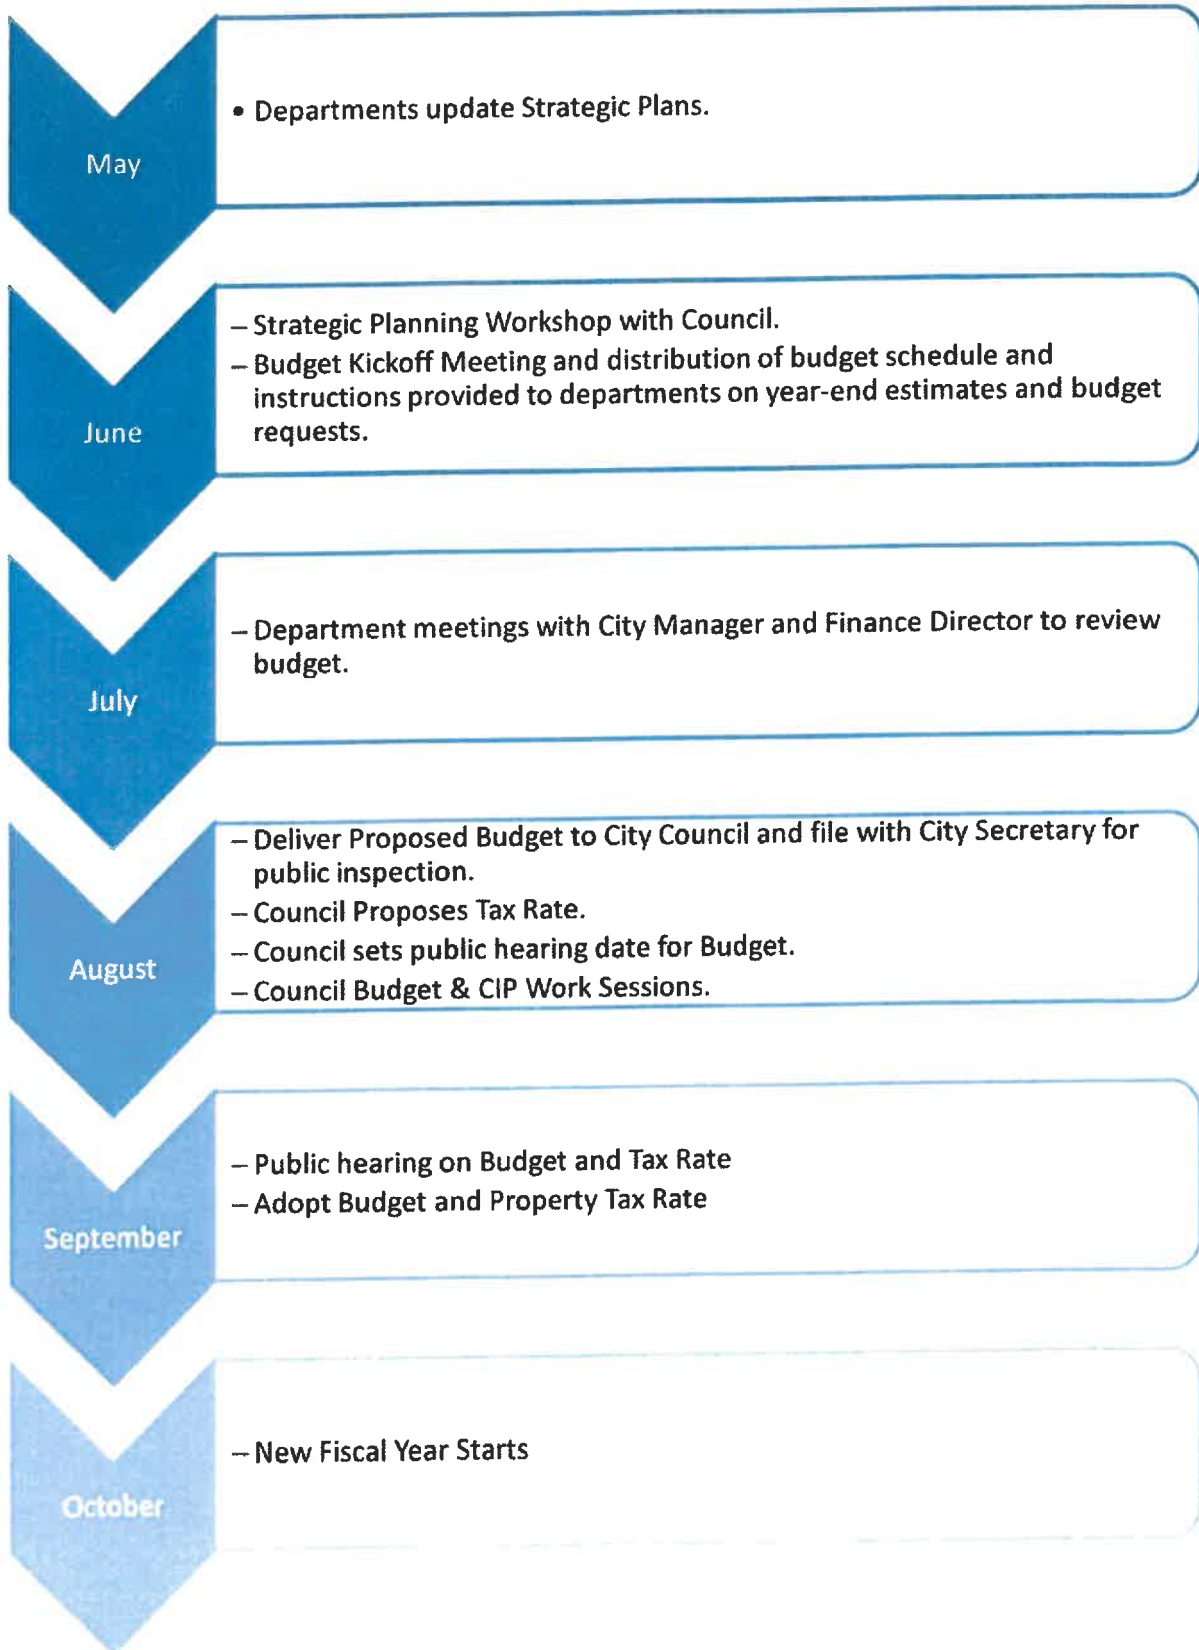 • Departments update Strategic Plans.
May
– Strategic Planning Workshop with Council.
– Budget Kickoff Meeting and distribution of budget schedule and
instructions provided to departments on year-end estimates and budget
requests.
June
– Department meetings with City Manager and Finance Director to review
budget.
July
– Deliver Proposed Budget to City Council and file with City Secretary for
public inspection.
– Council Proposes Tax Rate.
– Council sets public hearing date for Budget.
– Council Budget & CIP Work Sessions.
August
– Public hearing on Budget and Tax Rate
– Adopt Budget and Property Tax Rate
September
– New Fiscal Year Starts
October